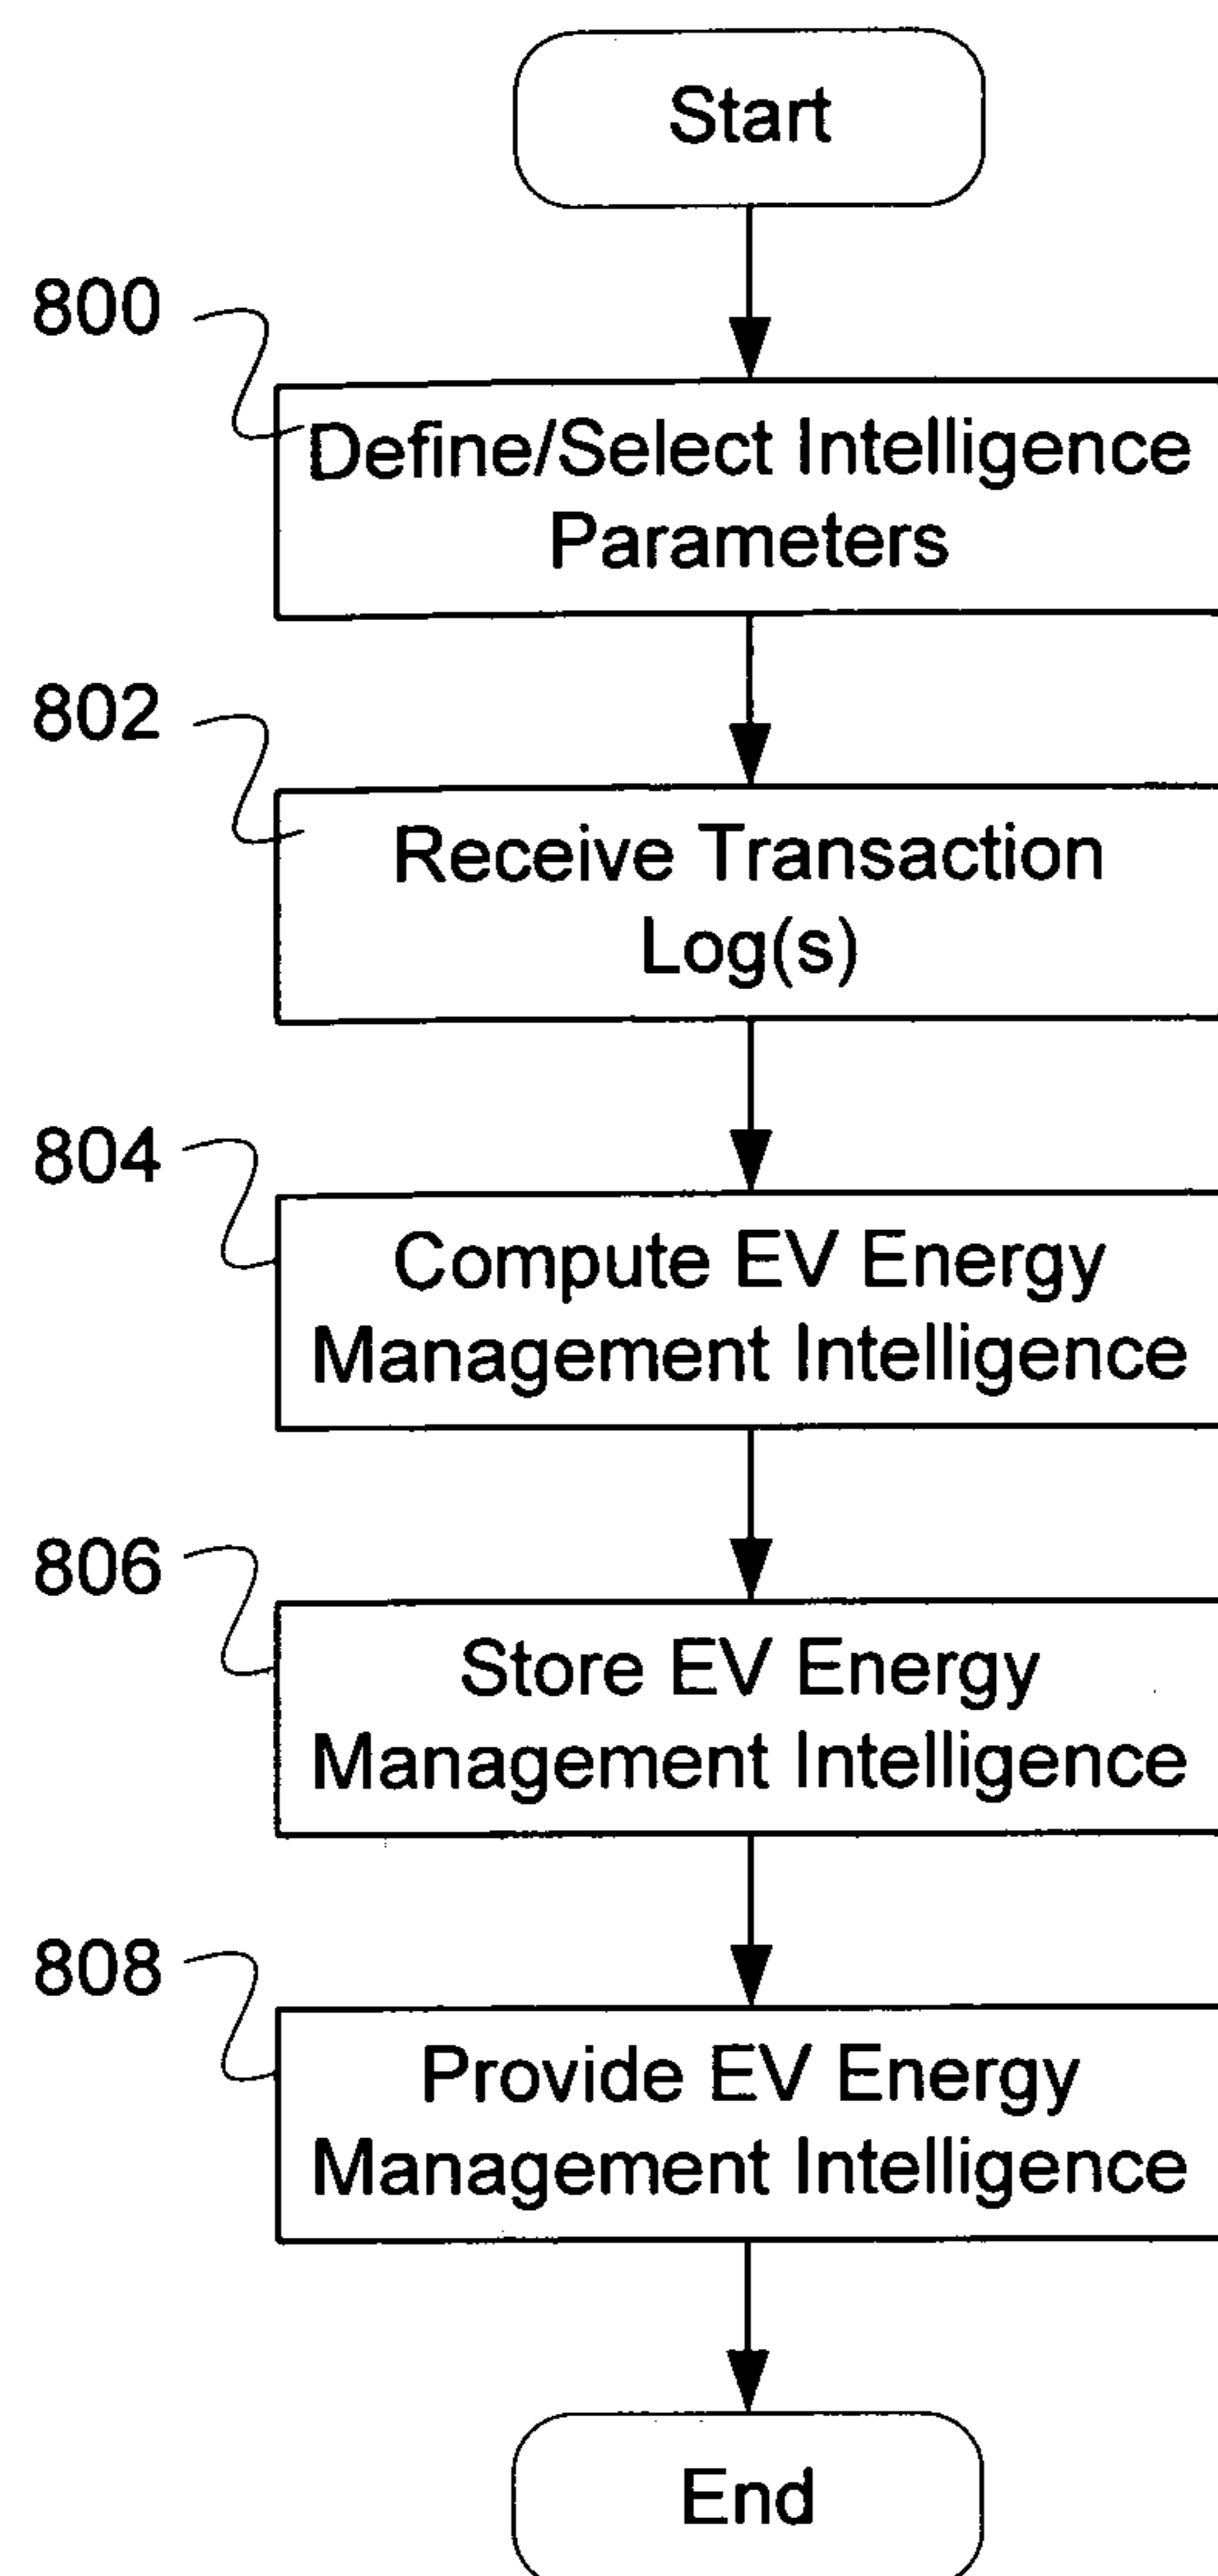 Start
800
Define/Select Intelligence
Parameters
802
Receive Transaction
Log(s)
804
Compute EV Energy
Management Intelligence
806
Store EV Energy
Management Intelligence
808
Provide EV Energy
Management Intelligence
End